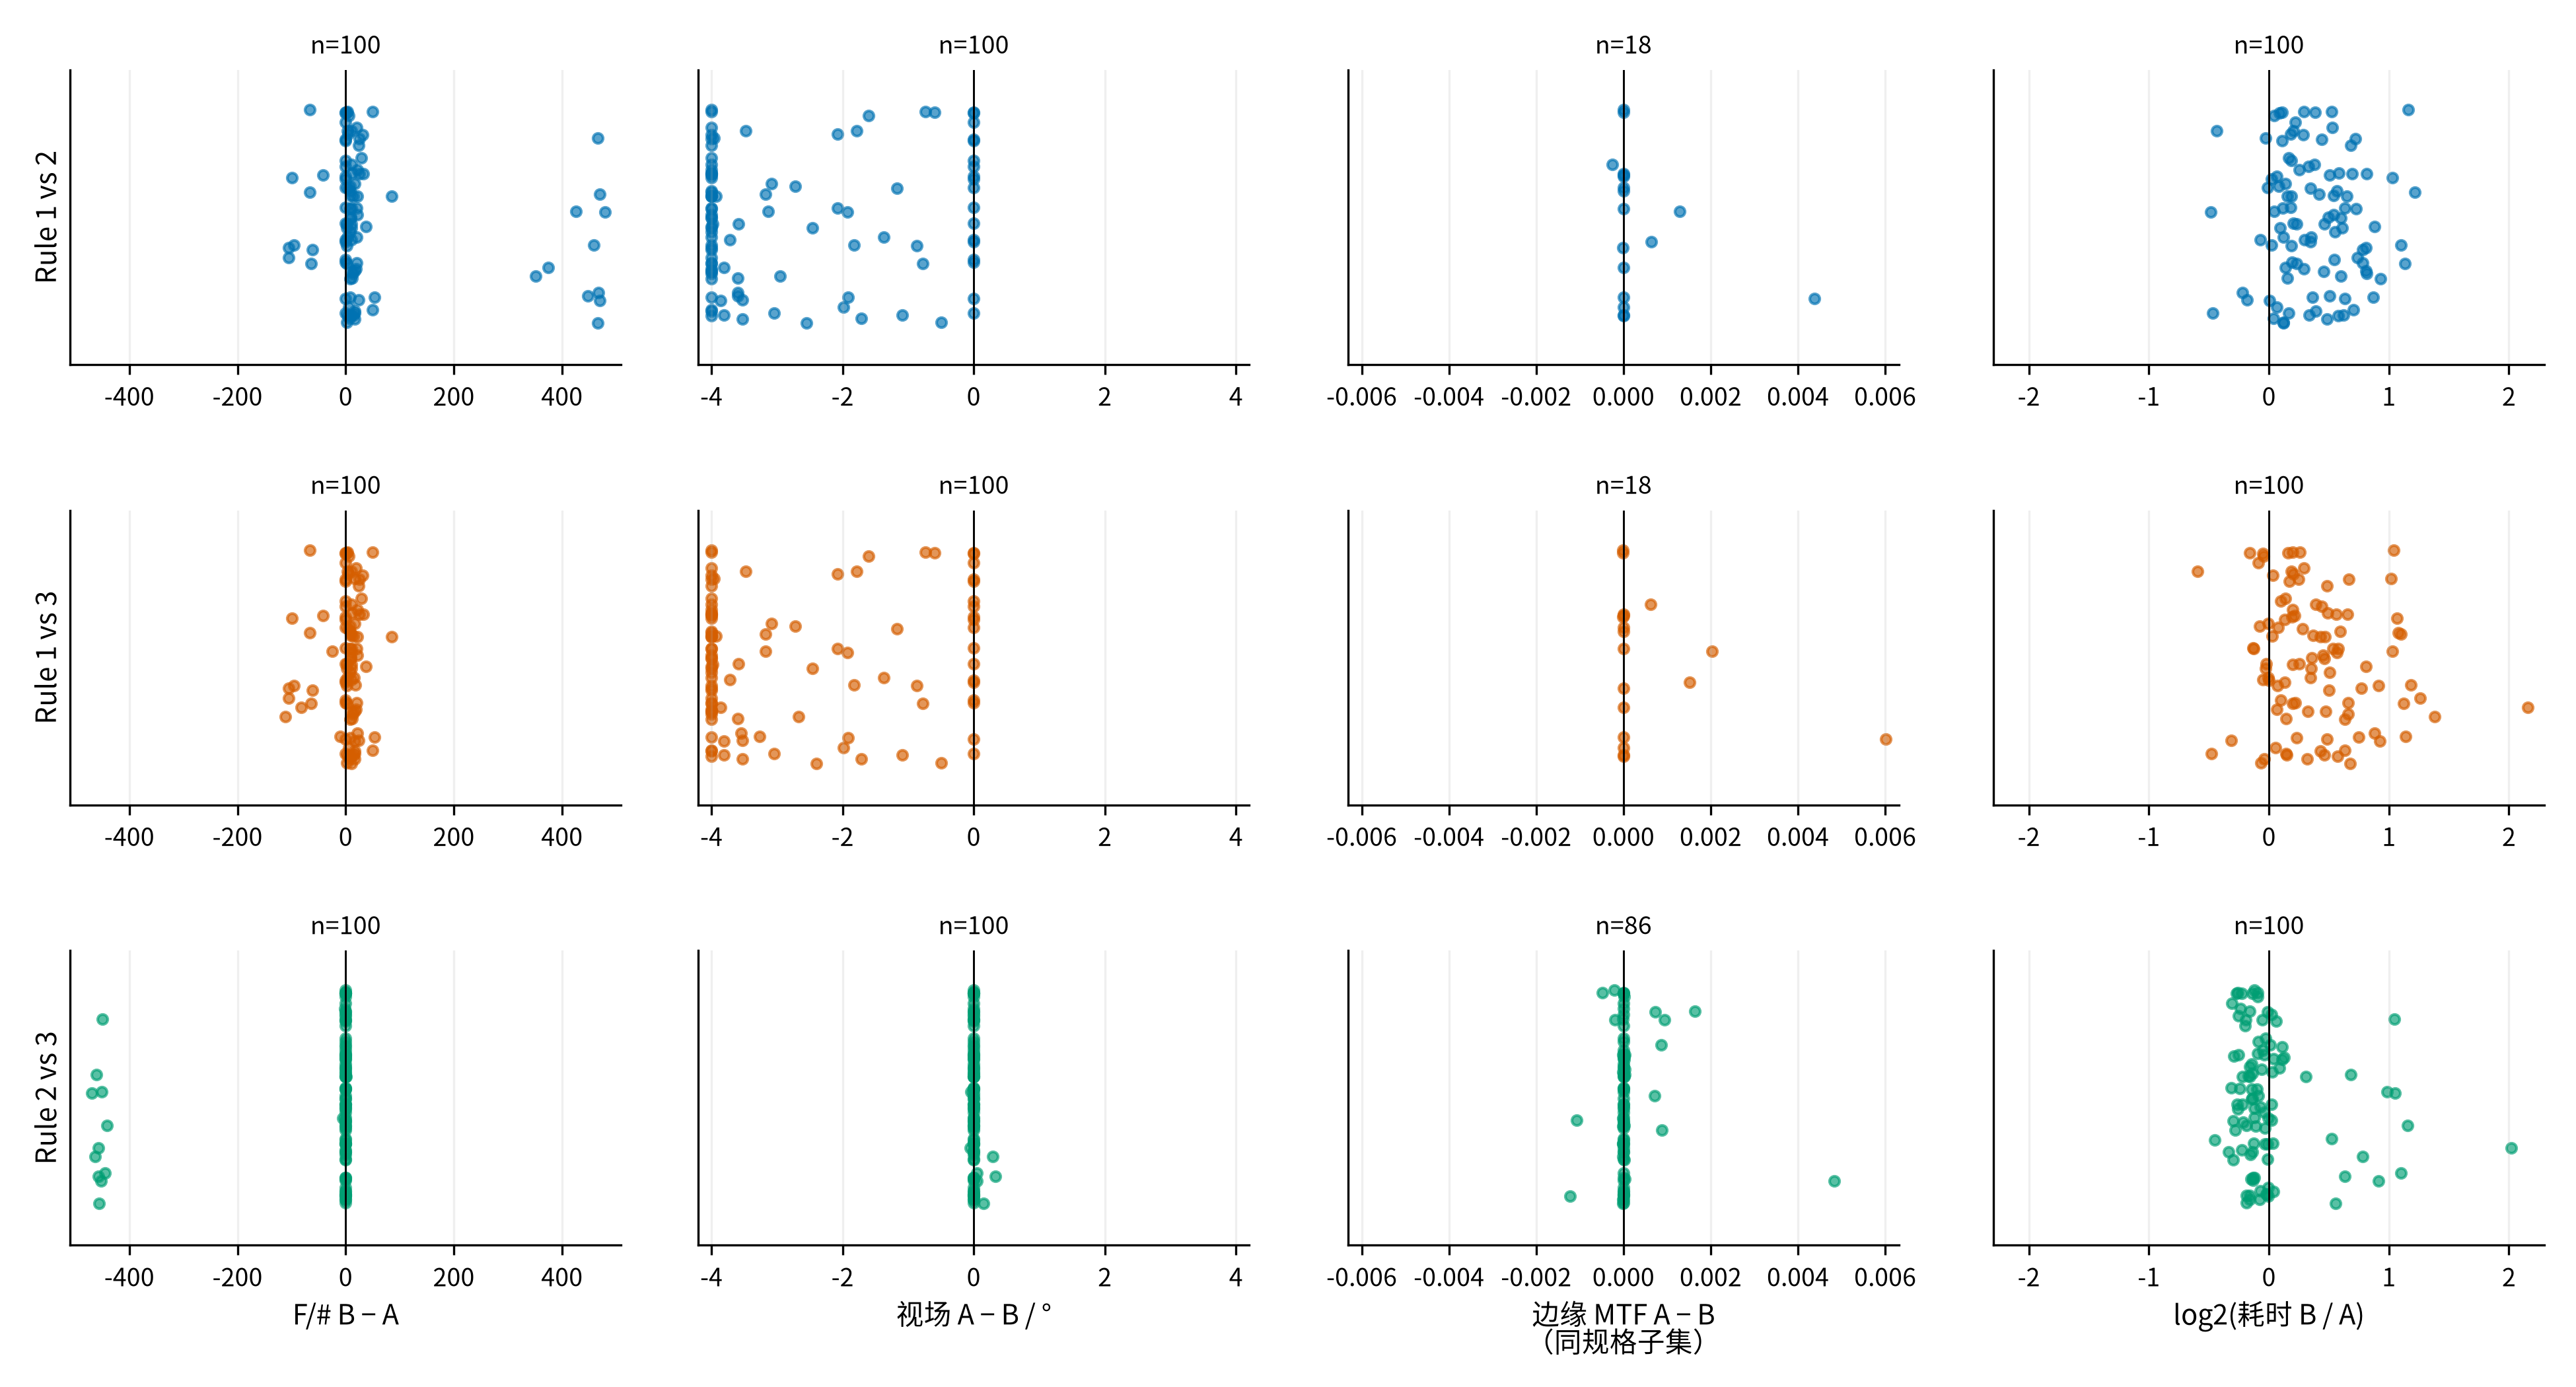 n=100
n=100
n=18
n=100
Rule 1 vs 2
-400 -200 0 200 400
-4 -2 0 2 4
-0.006 -0.004 -0.002 0.000 0.002 0.004 0.006
-2 -1 0 1 2
n=100
n=100
n=18
n=100
Rule 1 vs 3
-400 -200 0 200 400
-4 -2 0 2 4
-0.006 -0.004 -0.002 0.000 0.002 0.004 0.006
-2 -1 0 1 2
n=100
n=100
n=86
n=100
Rule 2 vs 3
-400 -200 0 200 400
-4 -2 0 2 4
-0.006 -0.004 -0.002 0.000 0.002 0.004 0.006
-2 -1 0 1 2
F/# B − A
视场 A − B / °
边缘 MTF A − B
（同规格子集）
log2(耗时 B / A)